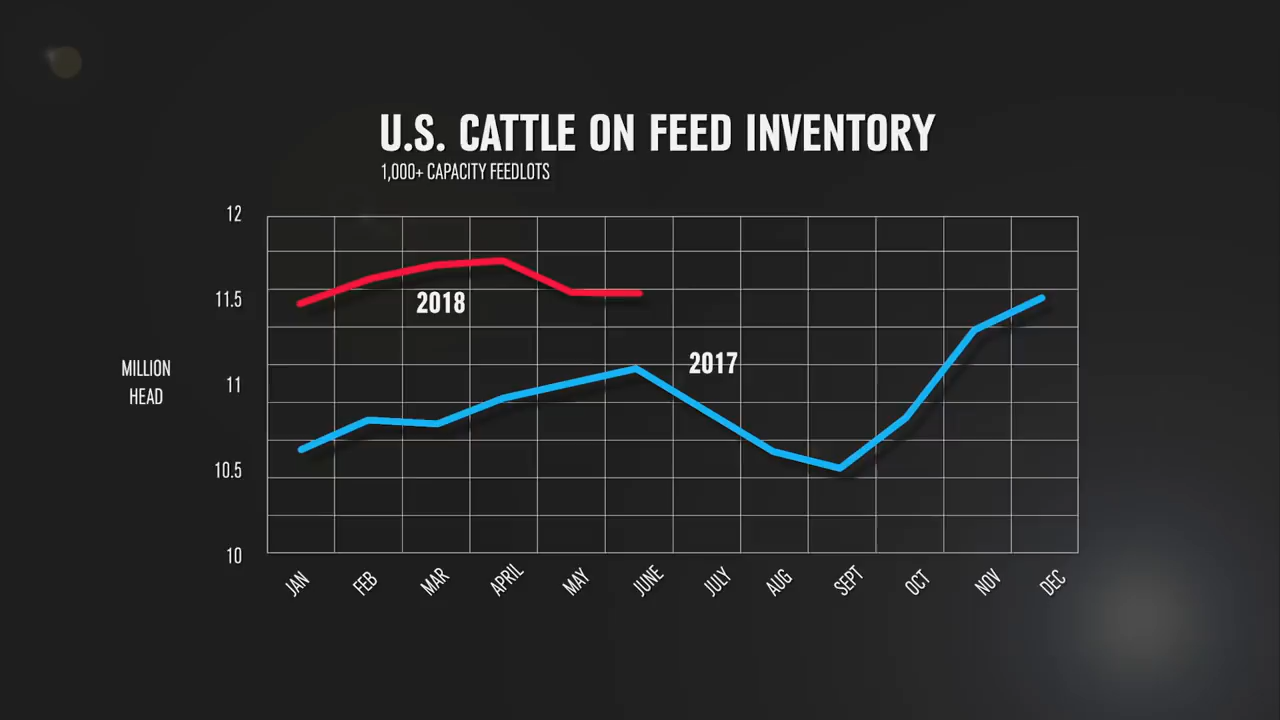 U.S. CATTLE ON FEED INVENTORY
1,000+ CAPACITY FEEDLOTS
12
11.5
11
10.5
10
MILLION
HEAD
2018
2017
JAN
FEB
MAR
APRIL
MAY
JUNE
JULY
AUG
SEPT
OCT
NOV
DEC